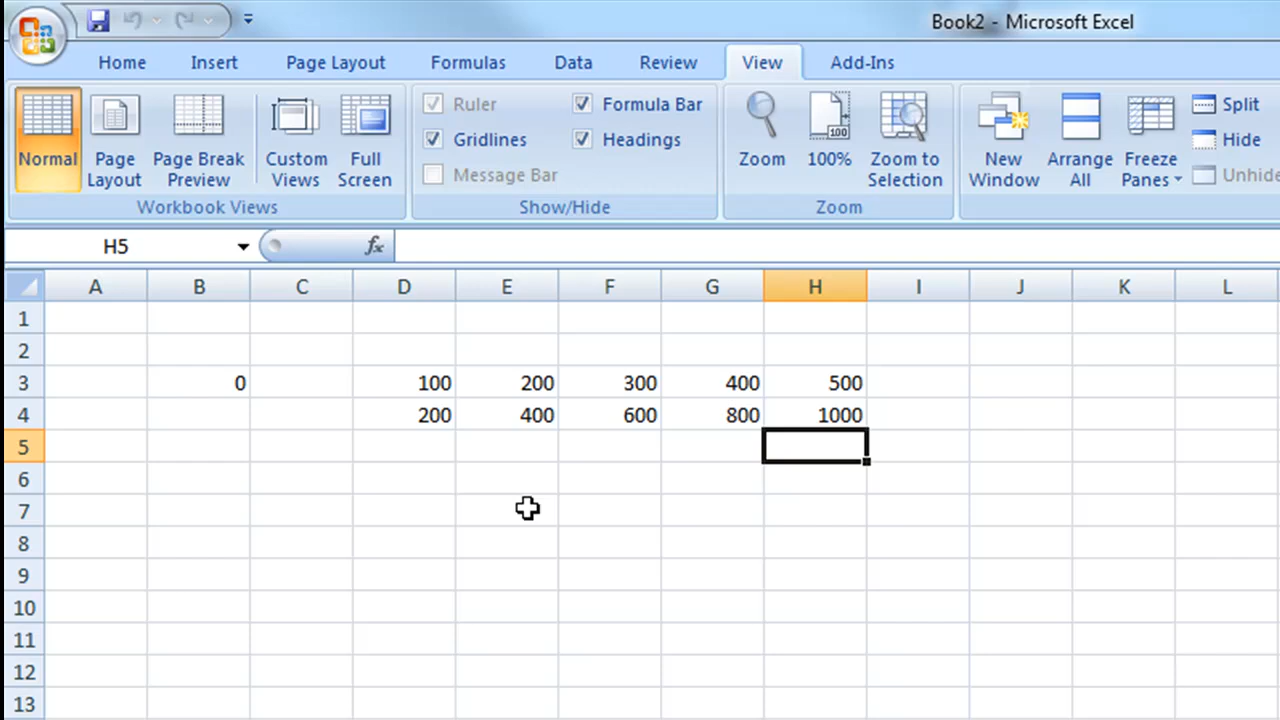 Book2 - Microsoft Excel
Home Insert Page Layout Formulas Data Review View Add-Ins
Ruler Formula Bar
Gridlines Headings
Message Bar
Normal Page Layout Page Break Preview Custom Views Full Screen
Zoom 100% Zoom to Selection
100
New Window Arrange All Freeze Panes
Split
Hide
Unhide
Workbook Views Show/Hide Zoom
H5 fx
A B C D E F G H I J K L
1
2
3 0 100 200 300 400 500
4 200 400 600 800 1000
5
6
7
8
9
10
11
12
13